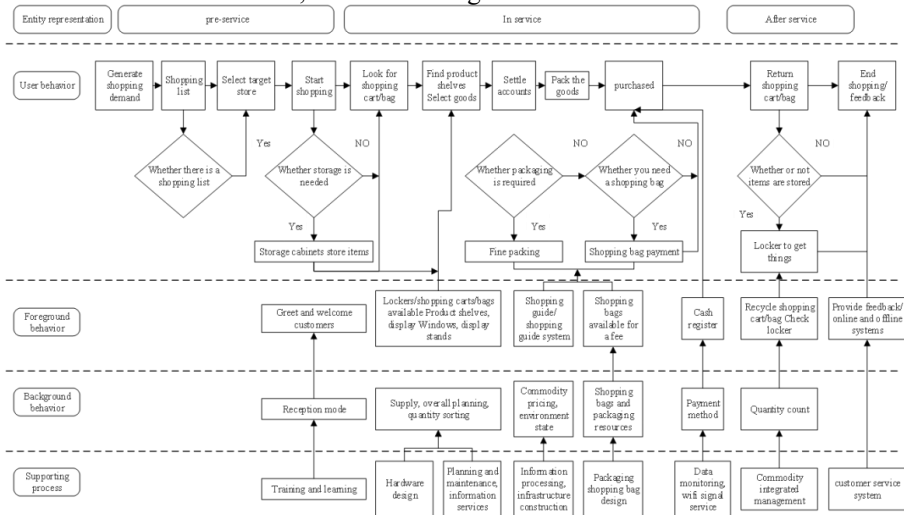 Entity representation
pre-service
In service
After service
User behavior
Generate
shopping
demand
Shopping
list
Select target
store
Start
shopping
Look for
shopping
cart/bag
Find product
shelves
Select goods
Settle
accounts
Pack the
goods
purchased
Return
shopping
cart/bag
End
shopping/
feedback
Yes
NO
NO
NO
Whether there is a
shopping list
Whether storage is
needed
Whether packaging
is required
Whether you need
a shopping bag
Whether or not
items are stored
Yes
Yes
Yes
Yes
Storage cabinets store items
Fine packing
Shopping bag payment
Locker to get
things
Foreground
behavior
Greet and welcome
customers
Lockers/shopping carts/bags
available Product shelves,
display Windows, display
stands
Shopping
guide/
shopping
guide system
Shopping
bags
available for
a fee
Cash
register
Recycle shopping
cart/bag Check
locker
Provide feedback/
online and offline
systems
Background
behavior
Reception mode
Supply, overall planning,
quantity sorting
Commodity
pricing,
environment
state
Shopping
bags and
packaging
resources
Payment
method
Quantity count
Supporting
process
Training and learning
Hardware
design
Planning and
maintenance,
information
services
Information
processing,
infrastructure
construction
Packaging
shopping bag
design
Data
monitoring,
wifi signal
service
Commodity
integrated
management
customer service
system